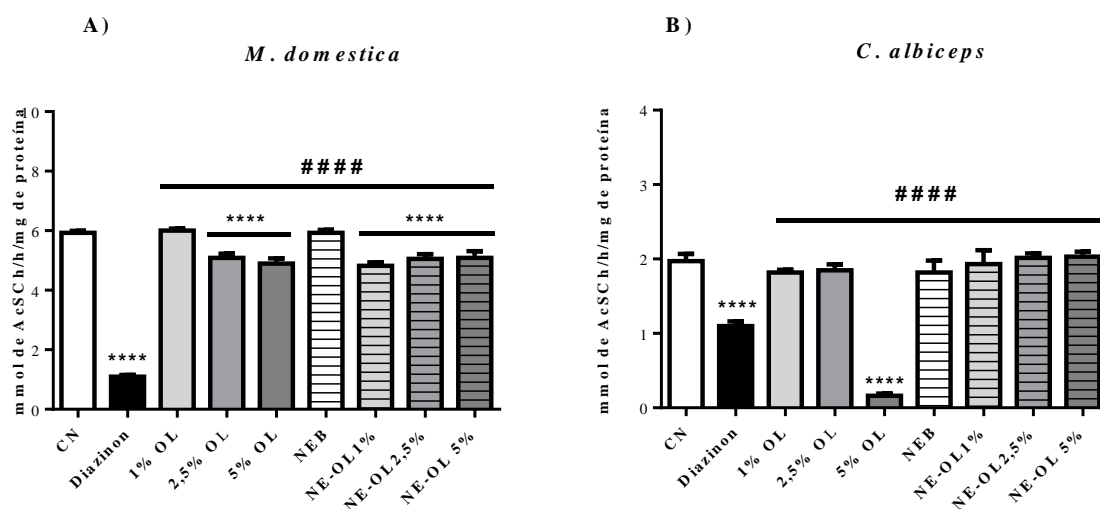 A)
M. domestica
mmol de AcSCh/h/mg de proteína
10
8
6
4
2
0
####
****
****
****
CN
Diazinon
1% OL
2,5% OL
5% OL
NEB
NE-OL1%
NE-OL2,5%
NE-OL 5%
B)
C. albiceps
mmol de AcSCh/h/mg de proteína
4
3
2
1
0
####
****
****
CN
Diazinon
1% OL
2,5% OL
5% OL
NEB
NE-OL1%
NE-OL2,5%
NE-OL 5%